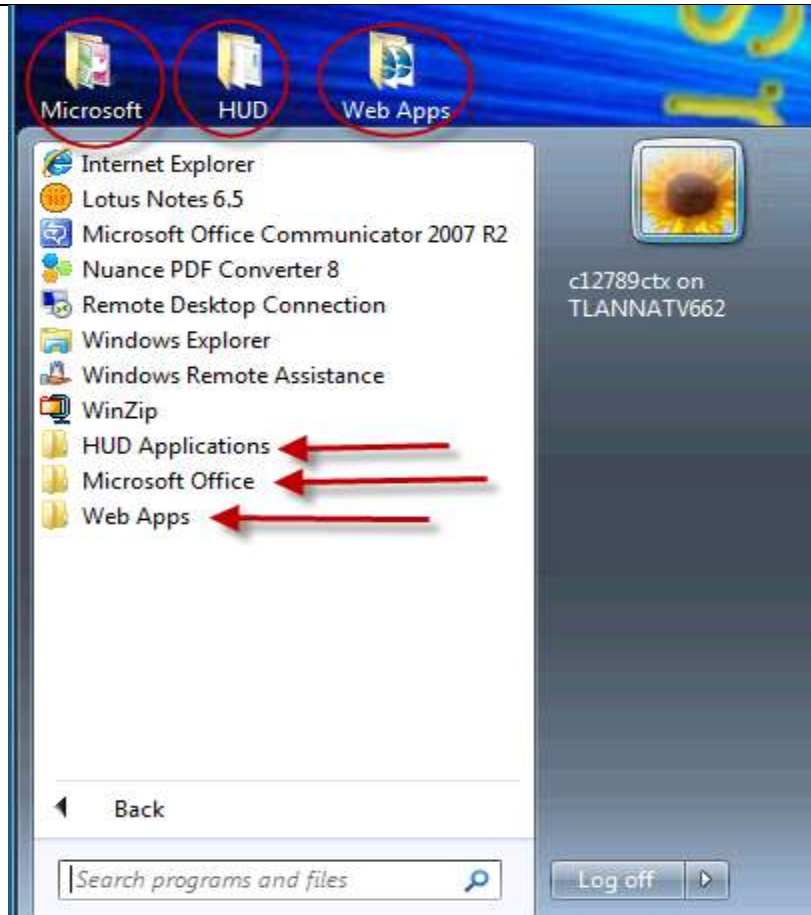 Microsoft HUD Web Apps
Internet Explorer
Lotus Notes 6.5
Microsoft Office Communicator 2007 R2
Nuance PDF Converter 8
Remote Desktop Connection
Windows Explorer
Windows Remote Assistance
WinZip
HUD Applications
Microsoft Office
Web Apps
Back
Search programs and files
c12789ctx on
TLANNATV662
Log off